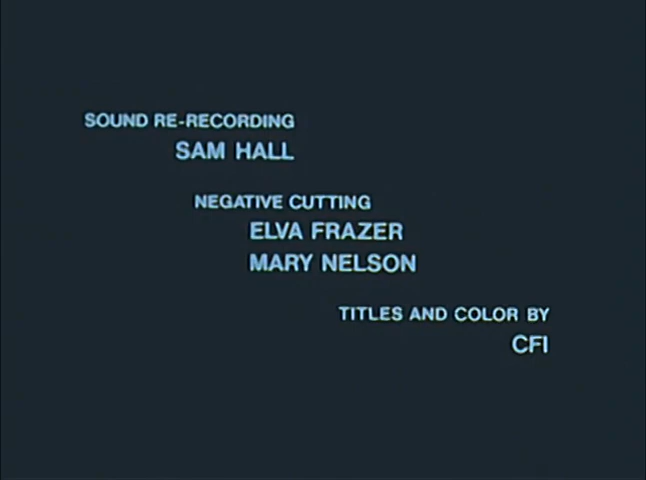 SOUND RE-RECORDING
SAM HALL
NEGATIVE CUTTING
ELVA FRAZER
MARY NELSON
TITLES AND COLOR BY
CFI